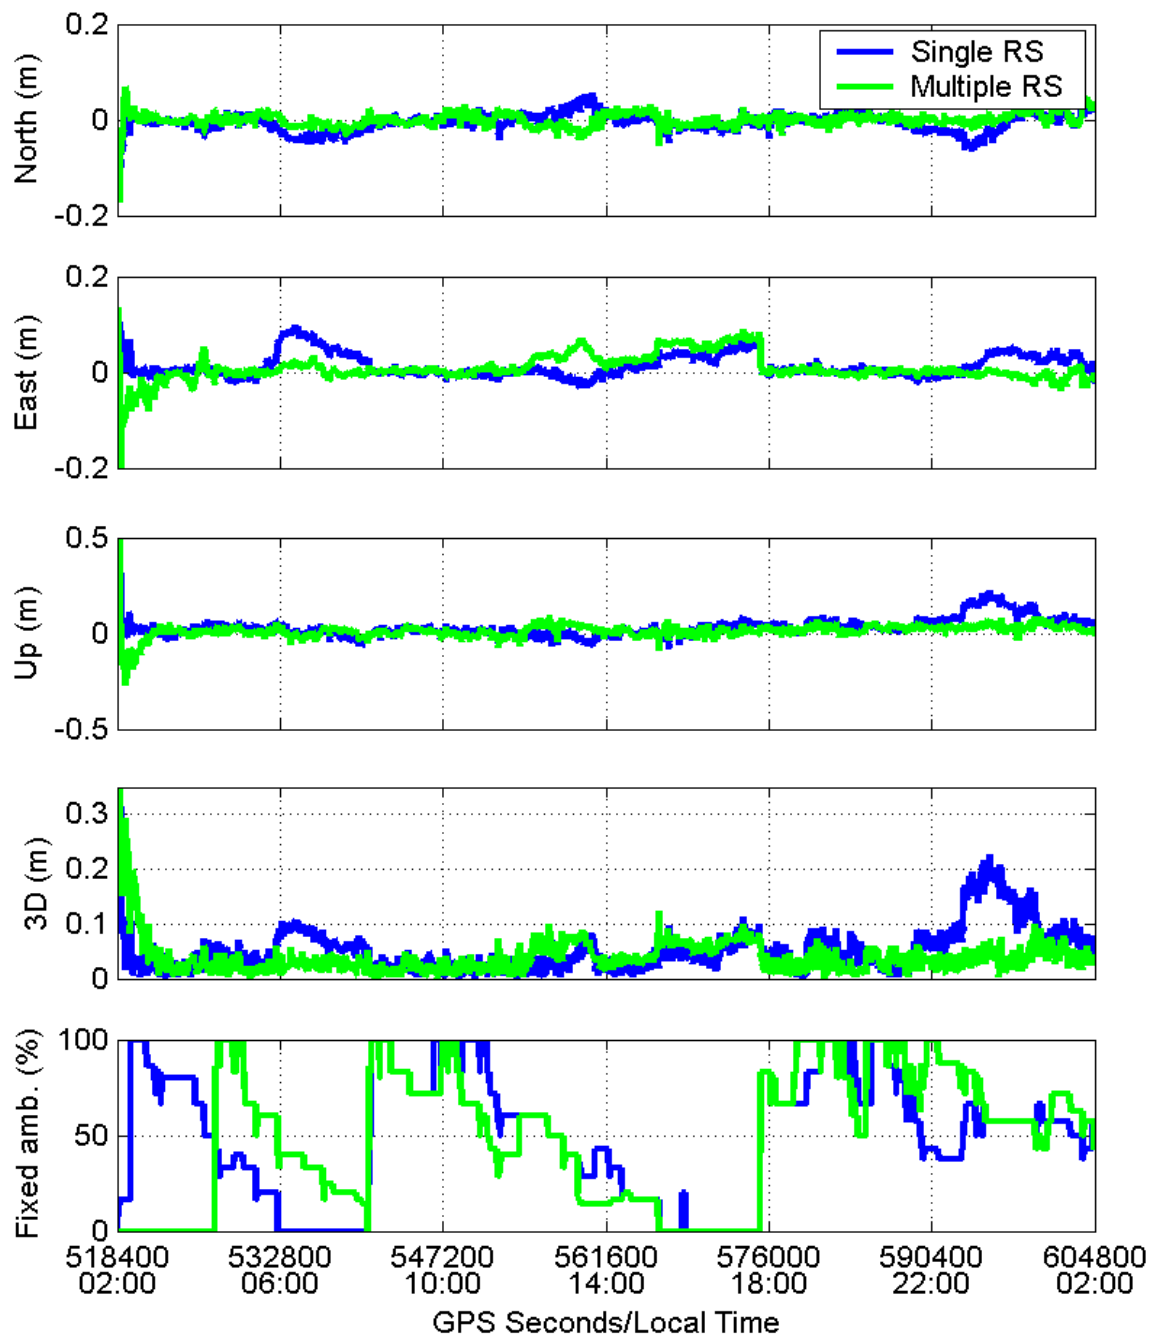 0.2
Single RS
Multiple RS
North (m)
0
-0.2
0.2
East (m)
0
-0.2
0.5
Up (m)
0
-0.5
0.3
0.2
3D (m)
0.1
0
100
Fixed amb. (%)
50
0
518400 532800 547200 561600 576000 590400 604800
02:00 06:00 10:00 14:00 18:00 22:00 02:00
GPS Seconds/Local Time